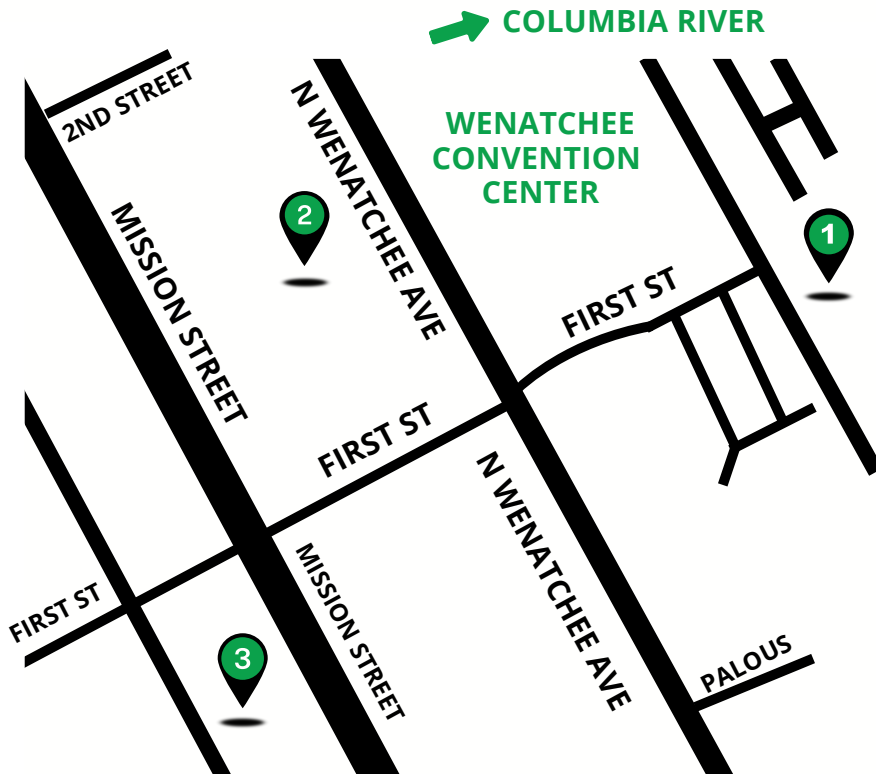 COLUMBIA RIVER
2ND STREET
N WENATCHEE AVE
WENATCHEE
CONVENTION
CENTER
MISSION STREET
2
1
FIRST ST
FIRST ST
N WENATCHEE AVE
MISSION STREET
FIRST ST
3
PALOUS